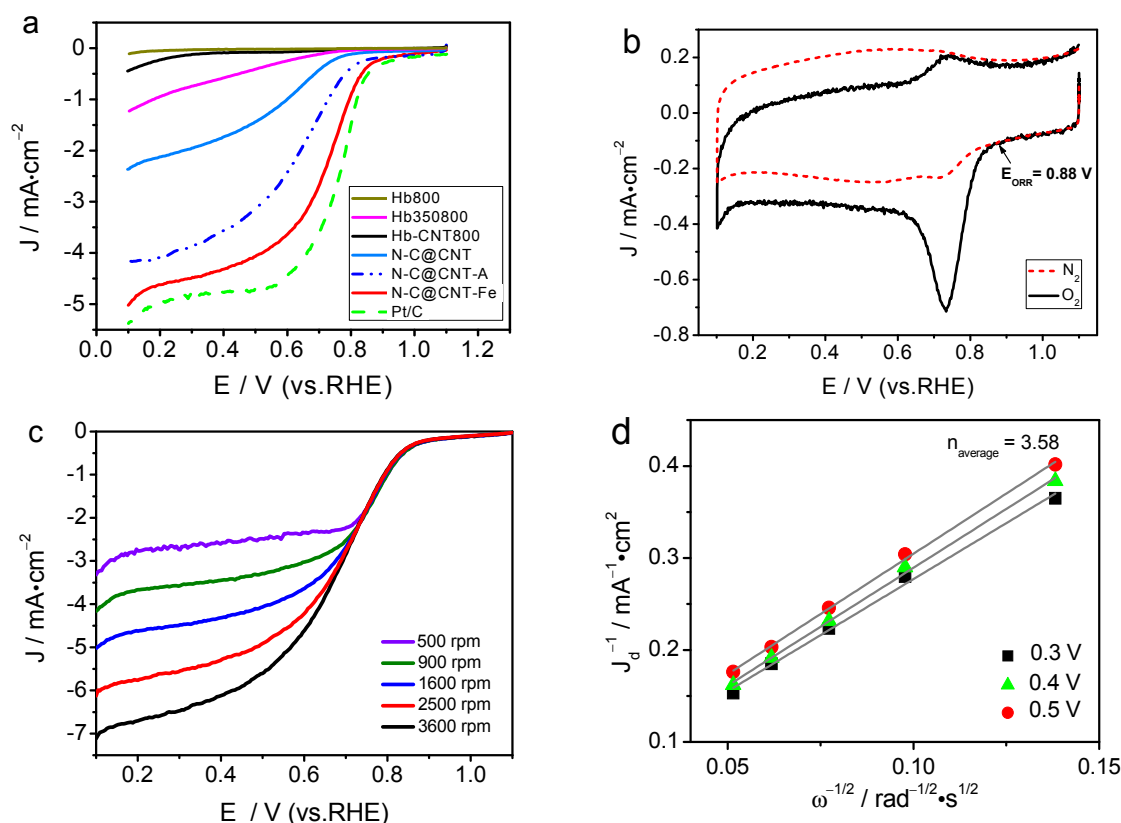 a
J / mA•cm⁻²
0
-1
-2
-3
-4
-5
Hb800
Hb350800
Hb-CNT800
N-C@CNT
N-C@CNT-A
N-C@CNT-Fe
Pt/C
0.0 0.2 0.4 0.6 0.8 1.0 1.2
E / V (vs.RHE)
b
J / mA•cm⁻²
0.2
0.0
-0.2
-0.4
-0.6
-0.8
E_ORR = 0.88 V
N₂
O₂
0.2 0.4 0.6 0.8 1.0
E / V (vs.RHE)
c
J / mA•cm⁻²
0
-1
-2
-3
-4
-5
-6
-7
500 rpm
900 rpm
1600 rpm
2500 rpm
3600 rpm
0.2 0.4 0.6 0.8 1.0
E / V (vs.RHE)
d
J_d⁻¹ / mA⁻¹•cm²
n_average = 3.58
0.4
0.3
0.2
0.1
0.3 V
0.4 V
0.5 V
0.05 0.10 0.15
ω⁻¹/² / rad⁻¹/²•s¹/²